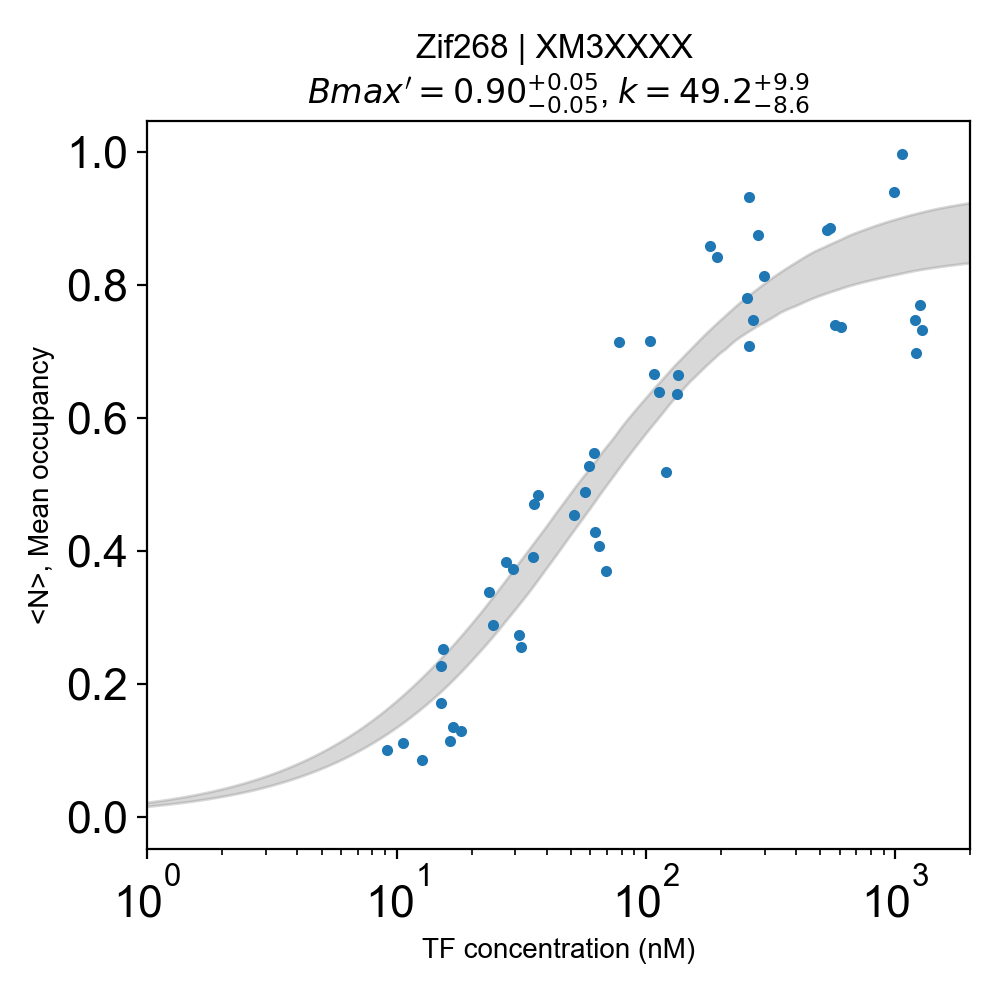 Zif268 | XM3XXXX
Bmax′ = 0.90^{+0.05}_{−0.05}, k = 49.2^{+9.9}_{−8.6}
1.0
0.8
0.6
0.4
0.2
0.0
<N>, Mean occupancy
10^0 10^1 10^2 10^3
TF concentration (nM)